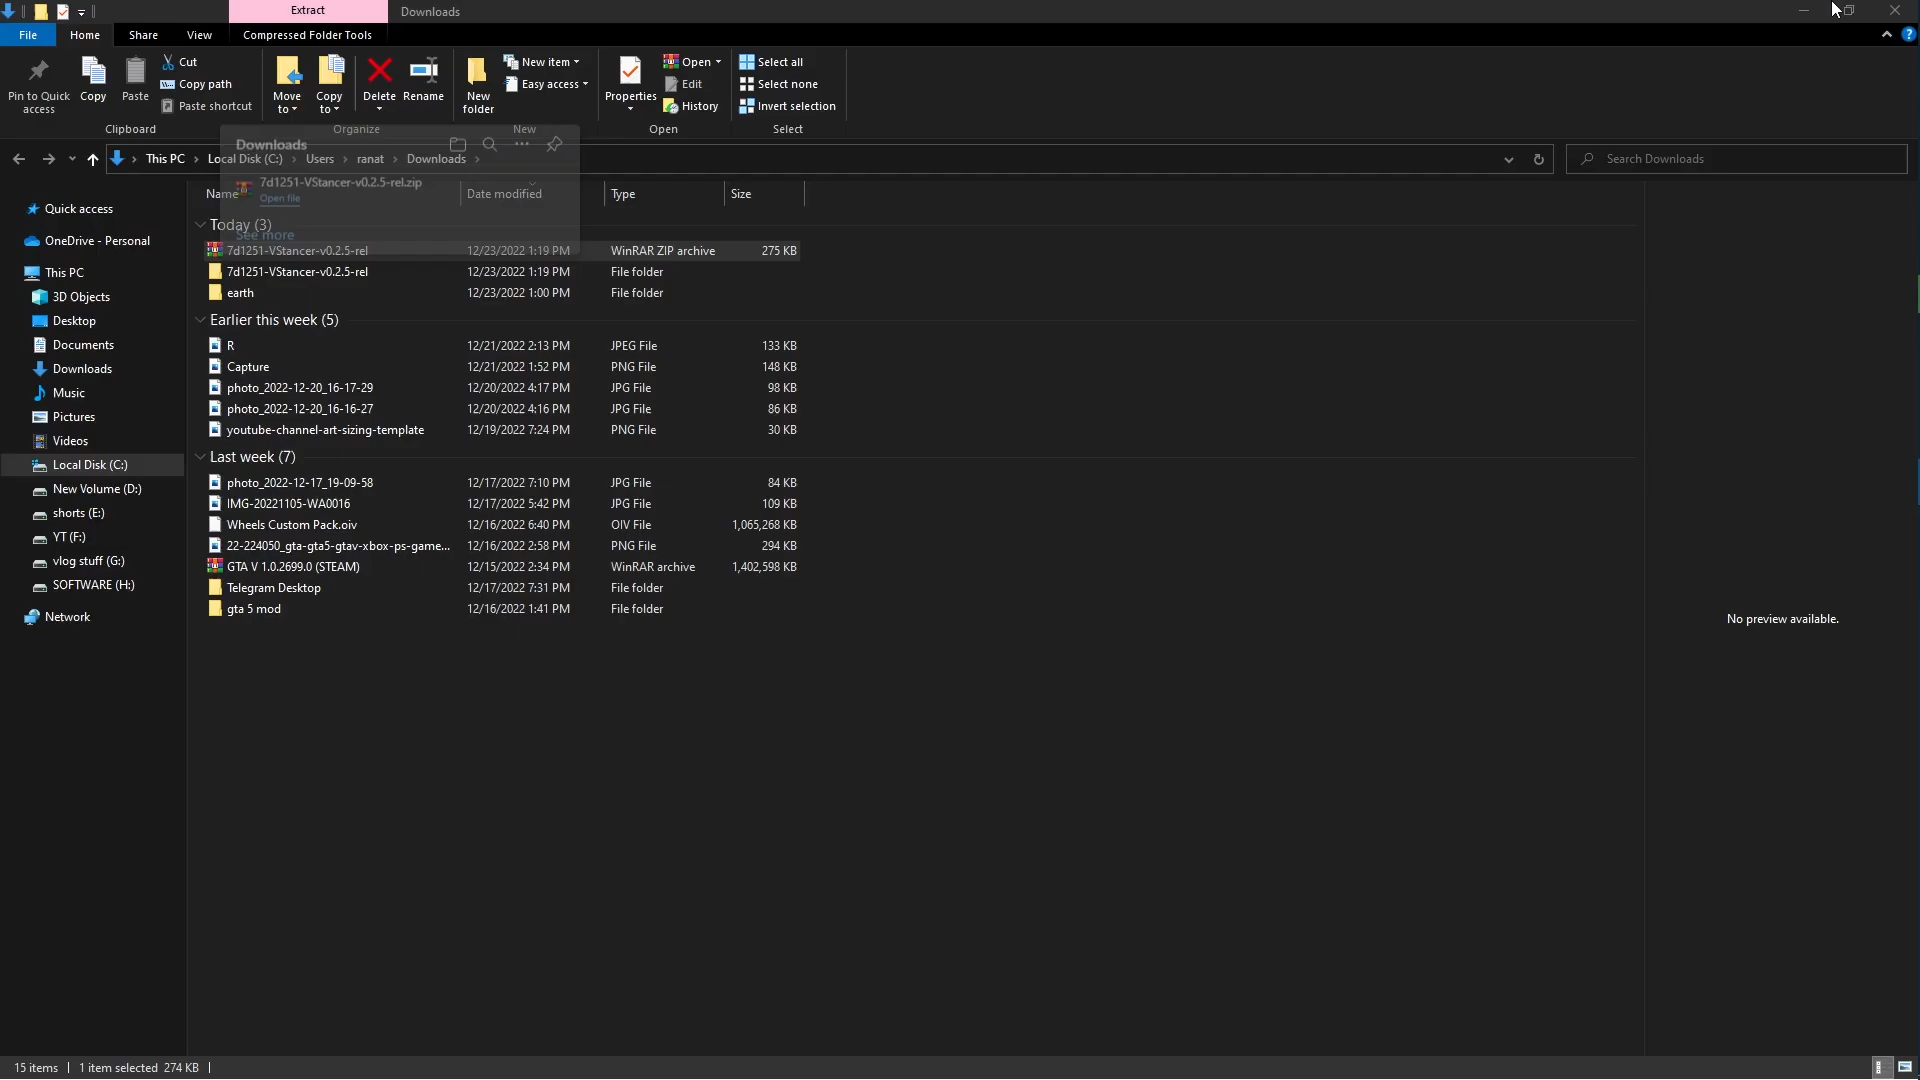 Extract
Downloads
File Home Share View Compressed Folder Tools
Pin to Quick access
Copy
Paste
Cut
Copy path
Paste shortcut
Clipboard
Move to
Copy to
Delete
Rename
Organize
New folder
New item
Easy access
New
Properties
Open
Edit
History
Open
Select all
Select none
Invert selection
Select
This PC Local Disk (C:) Users ranat Downloads
Search Downloads
Downloads
7d1251-VStancer-v0.2.5-rel.zip
Open file
See more
Name Date modified Type Size
Quick access
OneDrive - Personal
This PC
3D Objects
Desktop
Documents
Downloads
Music
Pictures
Videos
Local Disk (C:)
New Volume (D:)
shorts (E:)
YT (F:)
vlog stuff (G:)
SOFTWARE (H:)
Network
Today (3)
7d1251-VStancer-v0.2.5-rel 12/23/2022 1:19 PM WinRAR ZIP archive 275 KB
7d1251-VStancer-v0.2.5-rel 12/23/2022 1:19 PM File folder
earth 12/23/2022 1:00 PM File folder
Earlier this week (5)
R 12/21/2022 2:13 PM JPEG File 133 KB
Capture 12/21/2022 1:52 PM PNG File 148 KB
photo_2022-12-20_16-17-29 12/20/2022 4:17 PM JPG File 98 KB
photo_2022-12-20_16-16-27 12/20/2022 4:16 PM JPG File 86 KB
youtube-channel-art-sizing-template 12/19/2022 7:24 PM PNG File 30 KB
Last week (7)
photo_2022-12-17_19-09-58 12/17/2022 7:10 PM JPG File 84 KB
IMG-20221105-WA0016 12/17/2022 5:42 PM JPG File 109 KB
Wheels Custom Pack.oiv 12/16/2022 6:40 PM OIV File 1,065,268 KB
22-224050_gta-gta5-gtav-xbox-ps-game... 12/16/2022 2:58 PM PNG File 294 KB
GTA V 1.0.2699.0 (STEAM) 12/15/2022 2:34 PM WinRAR archive 1,402,598 KB
Telegram Desktop 12/17/2022 7:31 PM File folder
gta 5 mod 12/16/2022 1:41 PM File folder
No preview available.
15 items 1 item selected 274 KB